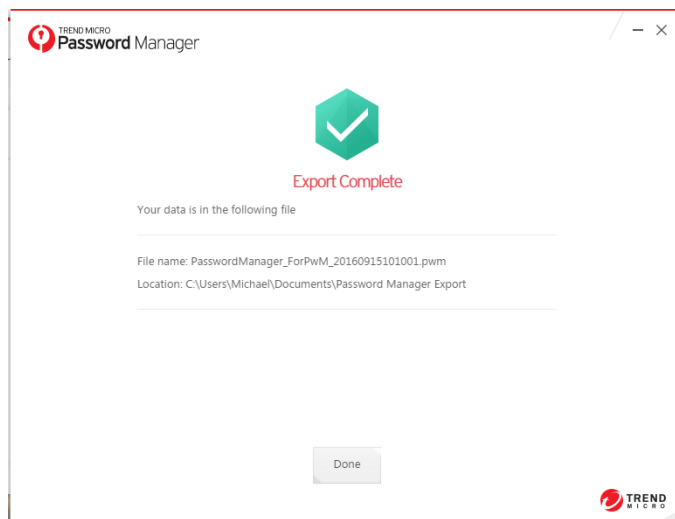 TREND MICRO
Password Manager
Export Complete
Your data is in the following file
File name: PasswordManager_ForPwM_20160915101001.pwm
Location: C:\Users\Michael\Documents\Password Manager Export
Done
TREND
MICRO